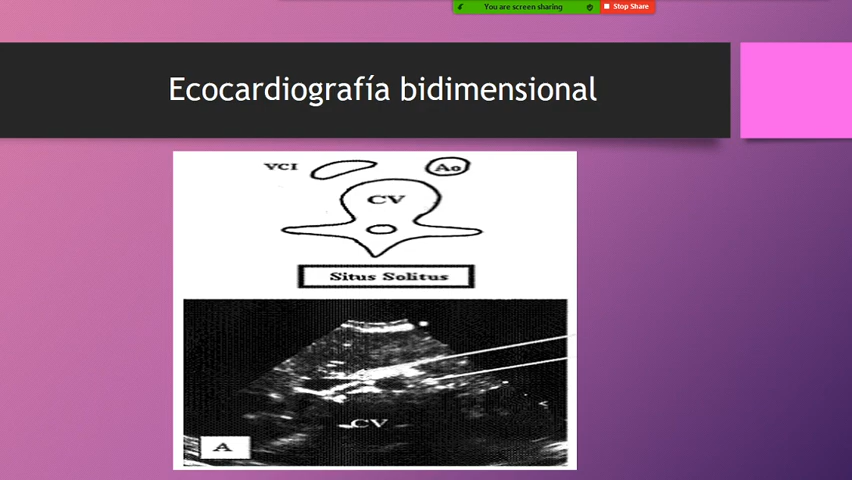 You are screen sharing
Stop Share
Ecocardiografía bidimensional
VCI
Ao
CV
Situs Solitus
CV
A